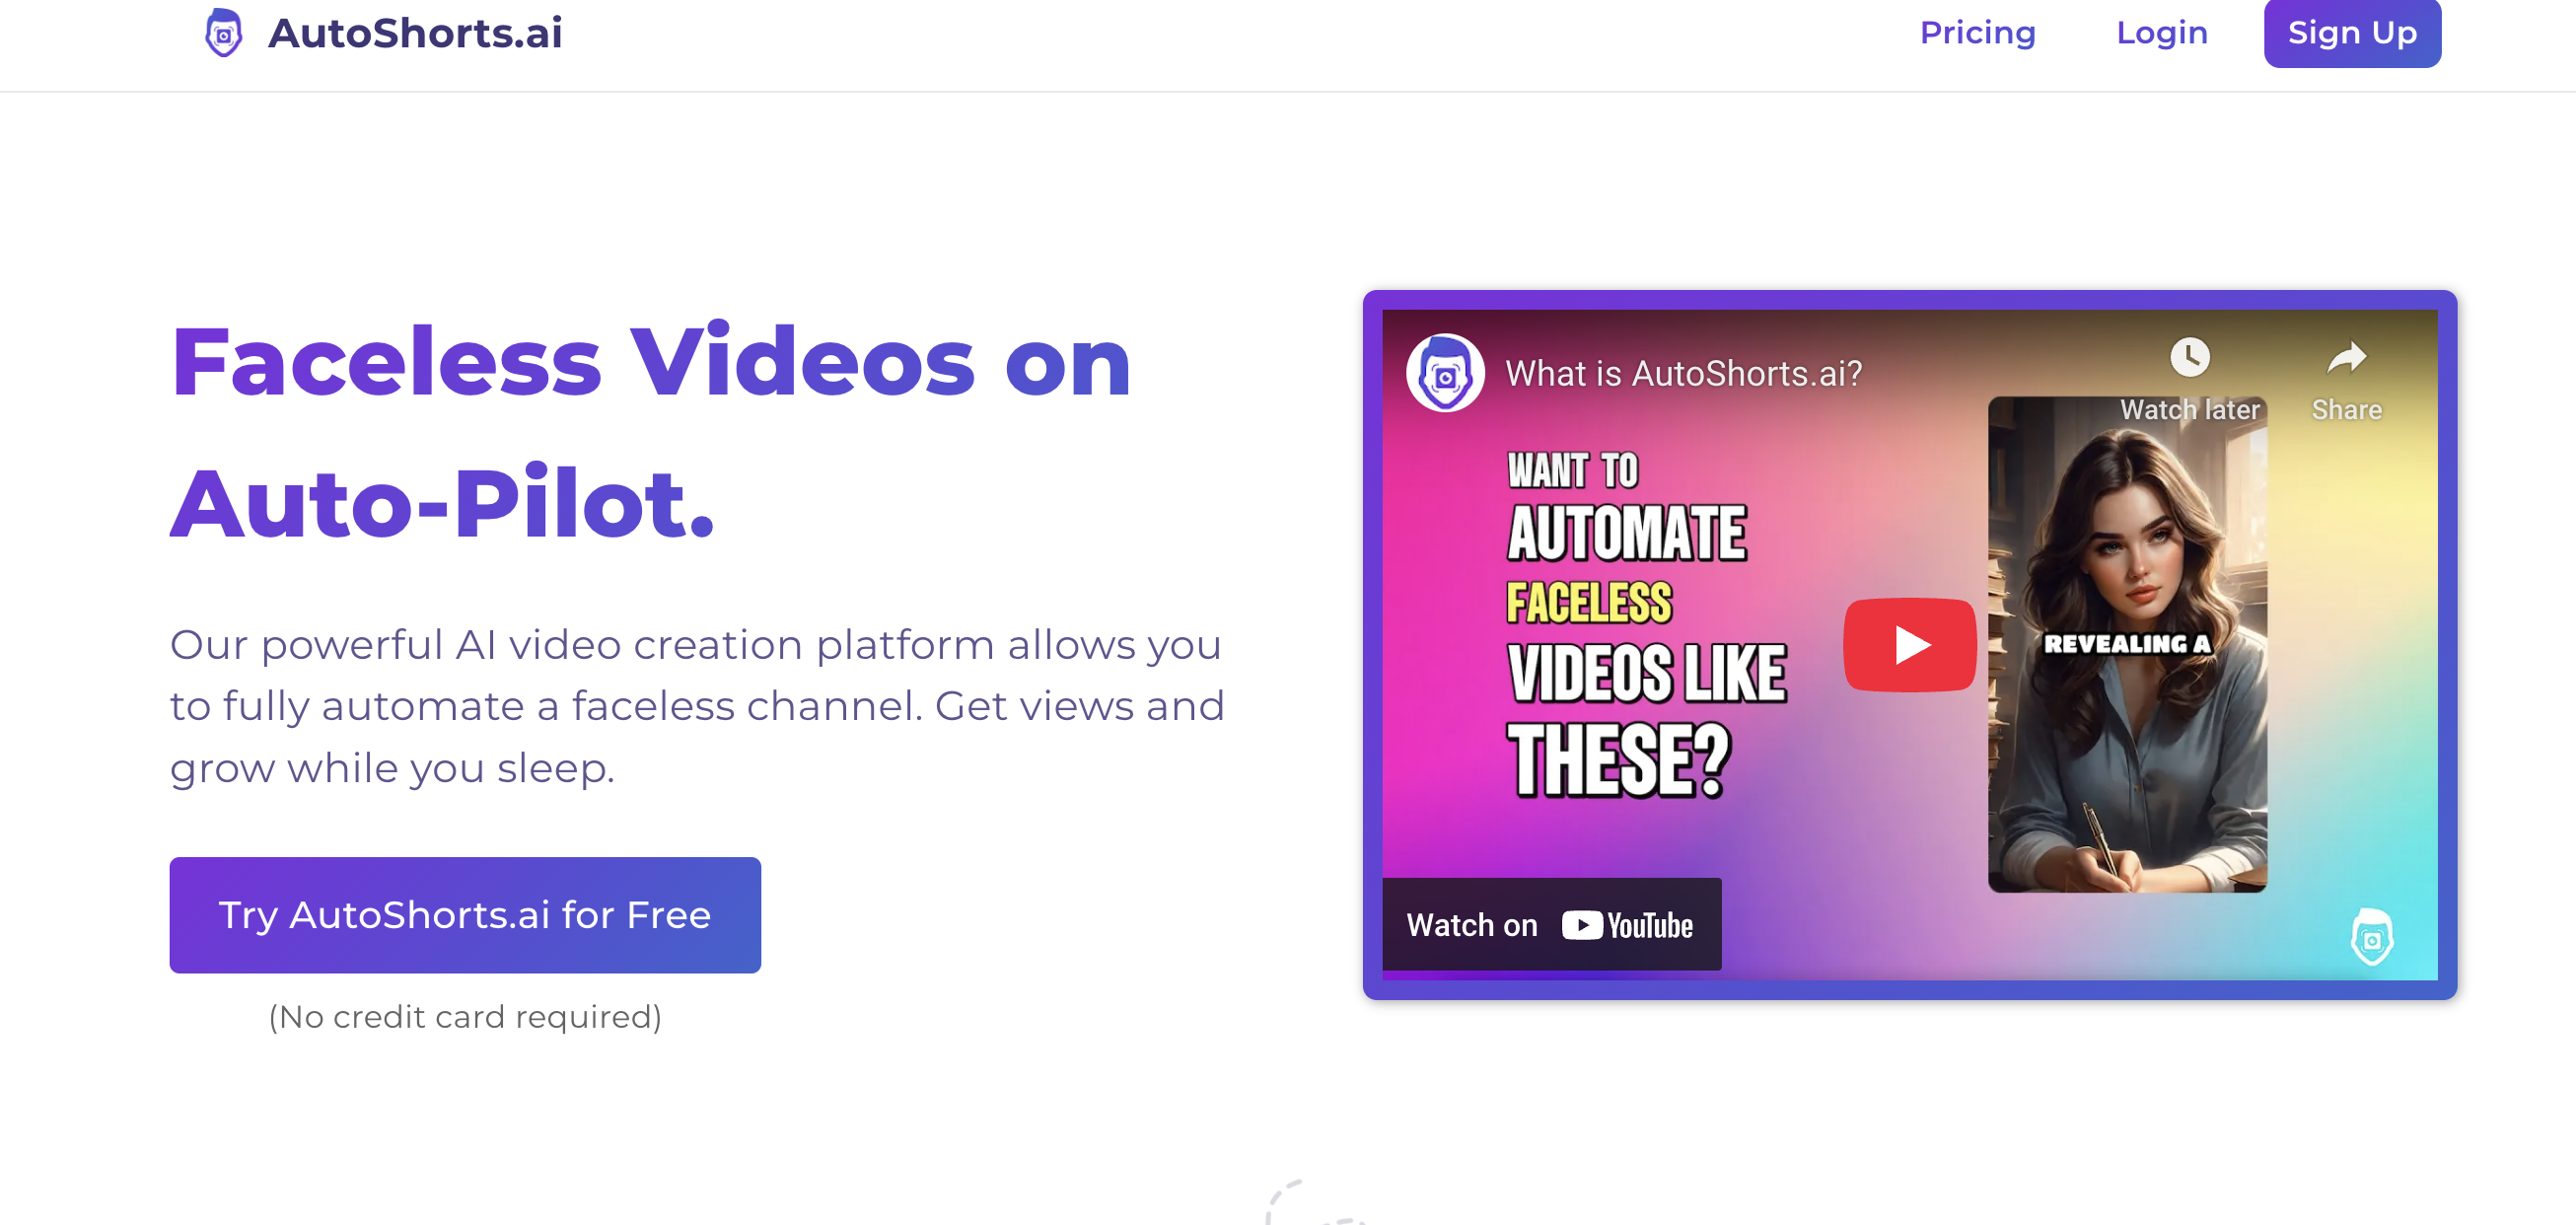 AutoShorts.ai
Pricing
Login
Sign Up
Faceless Videos on
Auto-Pilot.
Our powerful AI video creation platform allows you
to fully automate a faceless channel. Get views and
grow while you sleep.
Try AutoShorts.ai for Free
(No credit card required)
What is AutoShorts.ai?
Watch later
Share
WANT TO
AUTOMATE
FACELESS
VIDEOS LIKE
THESE?
REVEALING A
Watch on YouTube